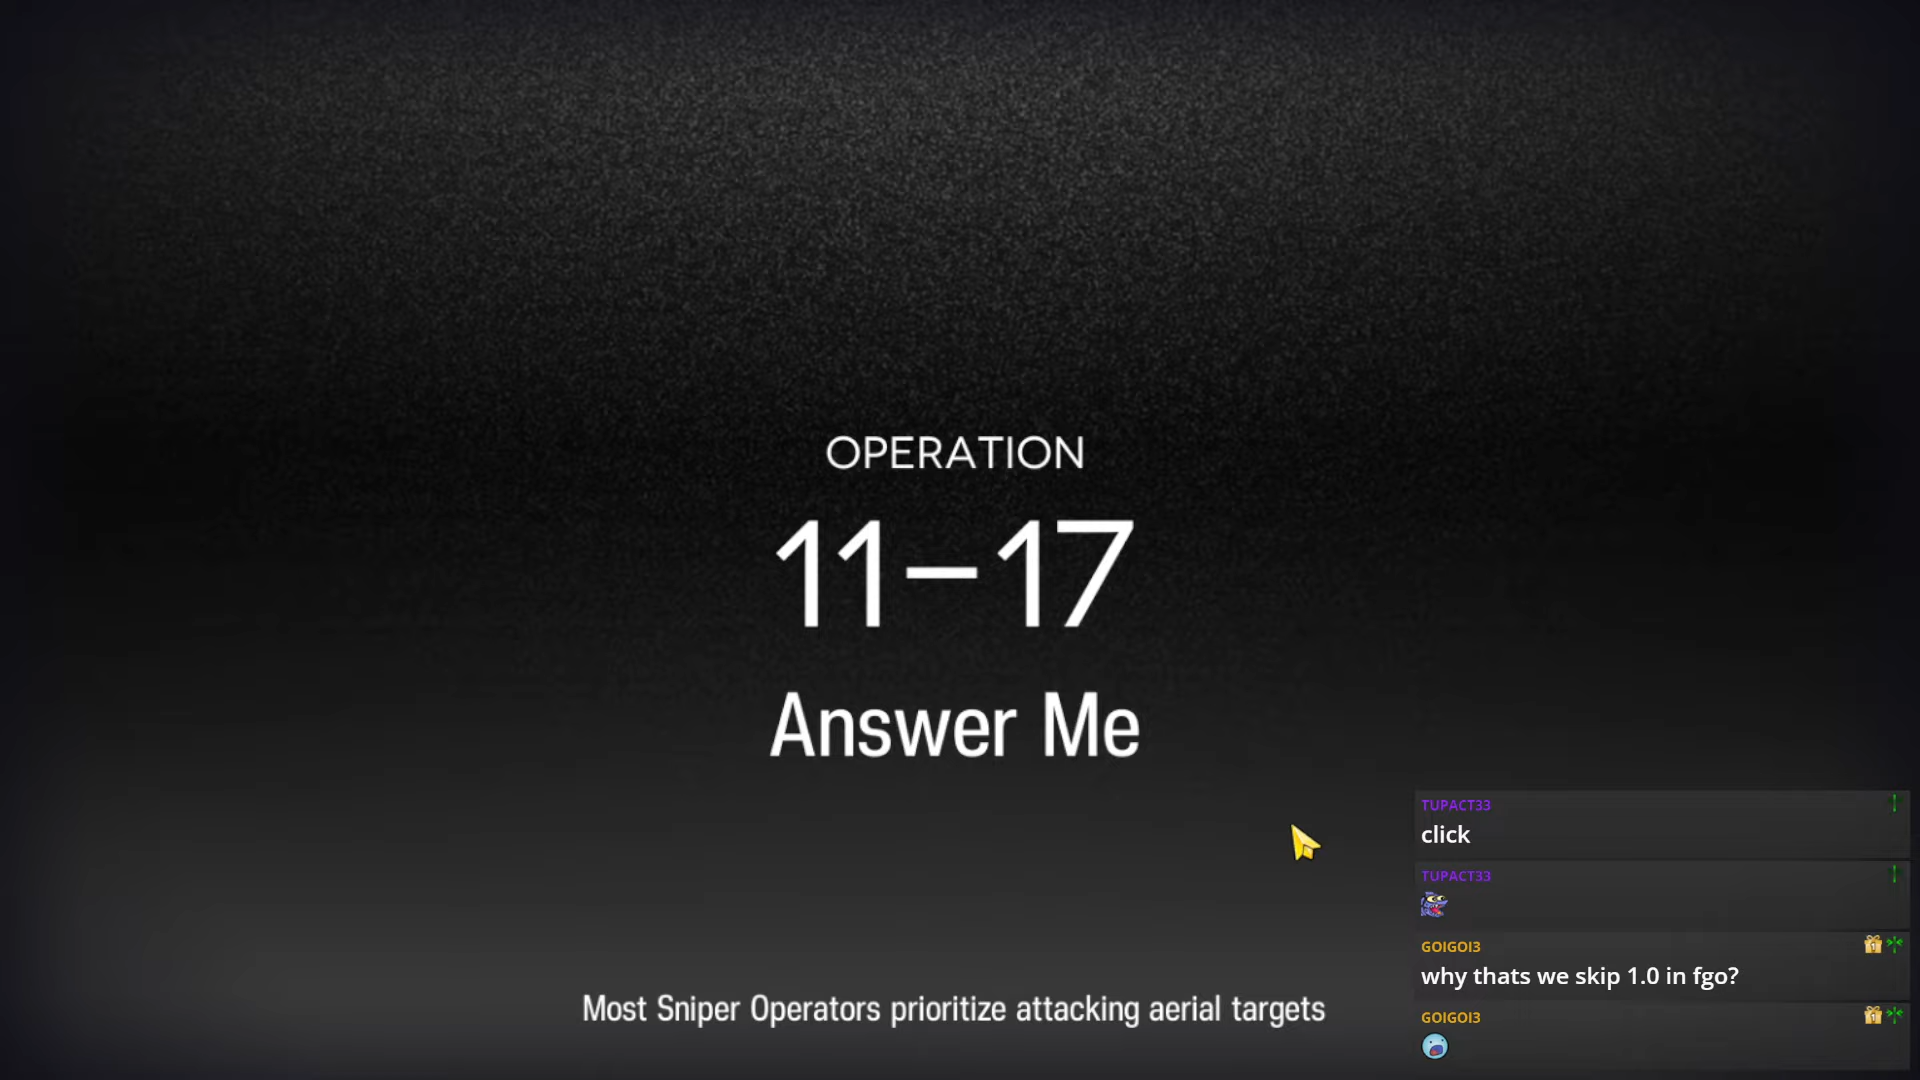 OPERATION
11-17
Answer Me
Most Sniper Operators prioritize attacking aerial targets
TUPACT33
click
TUPACT33
GOIGOI3
why thats we skip 1.0 in fgo?
GOIGOI3